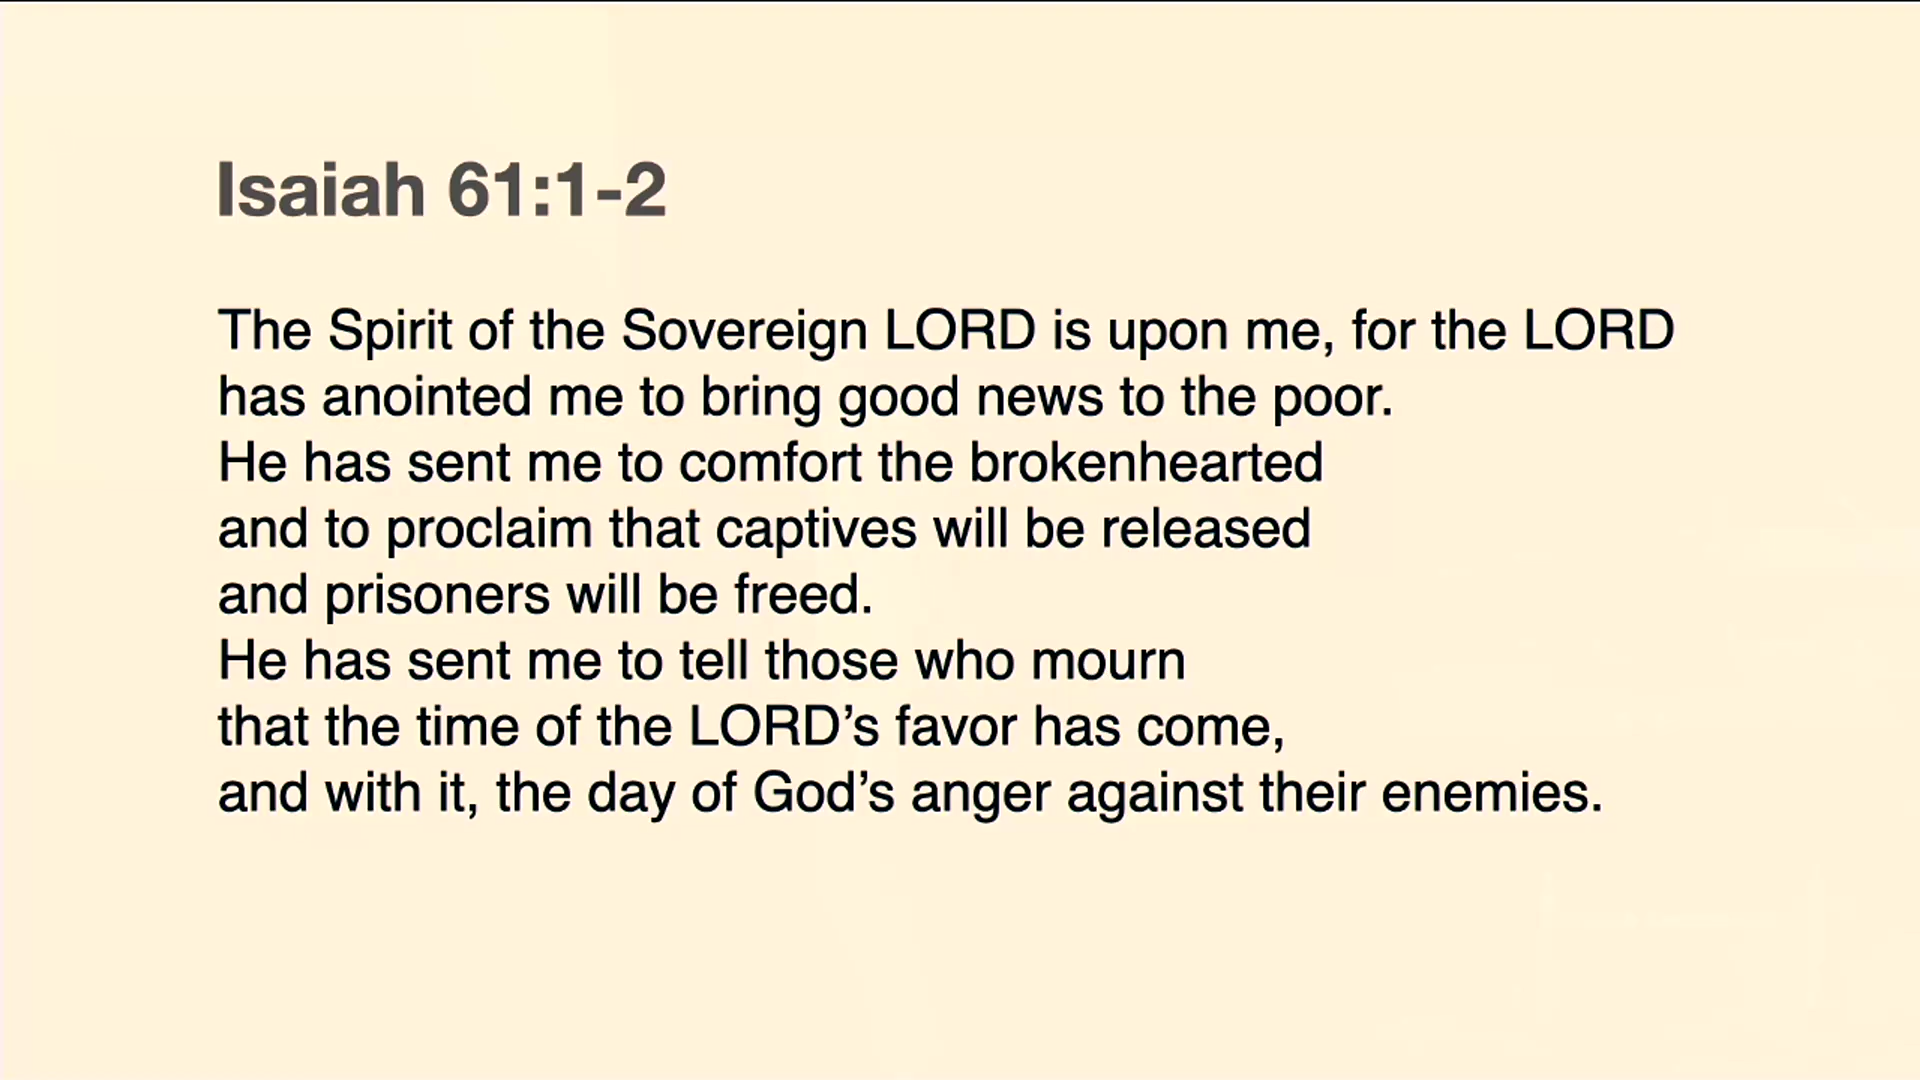 Isaiah 61:1-2
The Spirit of the Sovereign LORD is upon me, for the LORD
has anointed me to bring good news to the poor.
He has sent me to comfort the brokenhearted
and to proclaim that captives will be released
and prisoners will be freed.
He has sent me to tell those who mourn
that the time of the LORD’s favor has come,
and with it, the day of God’s anger against their enemies.